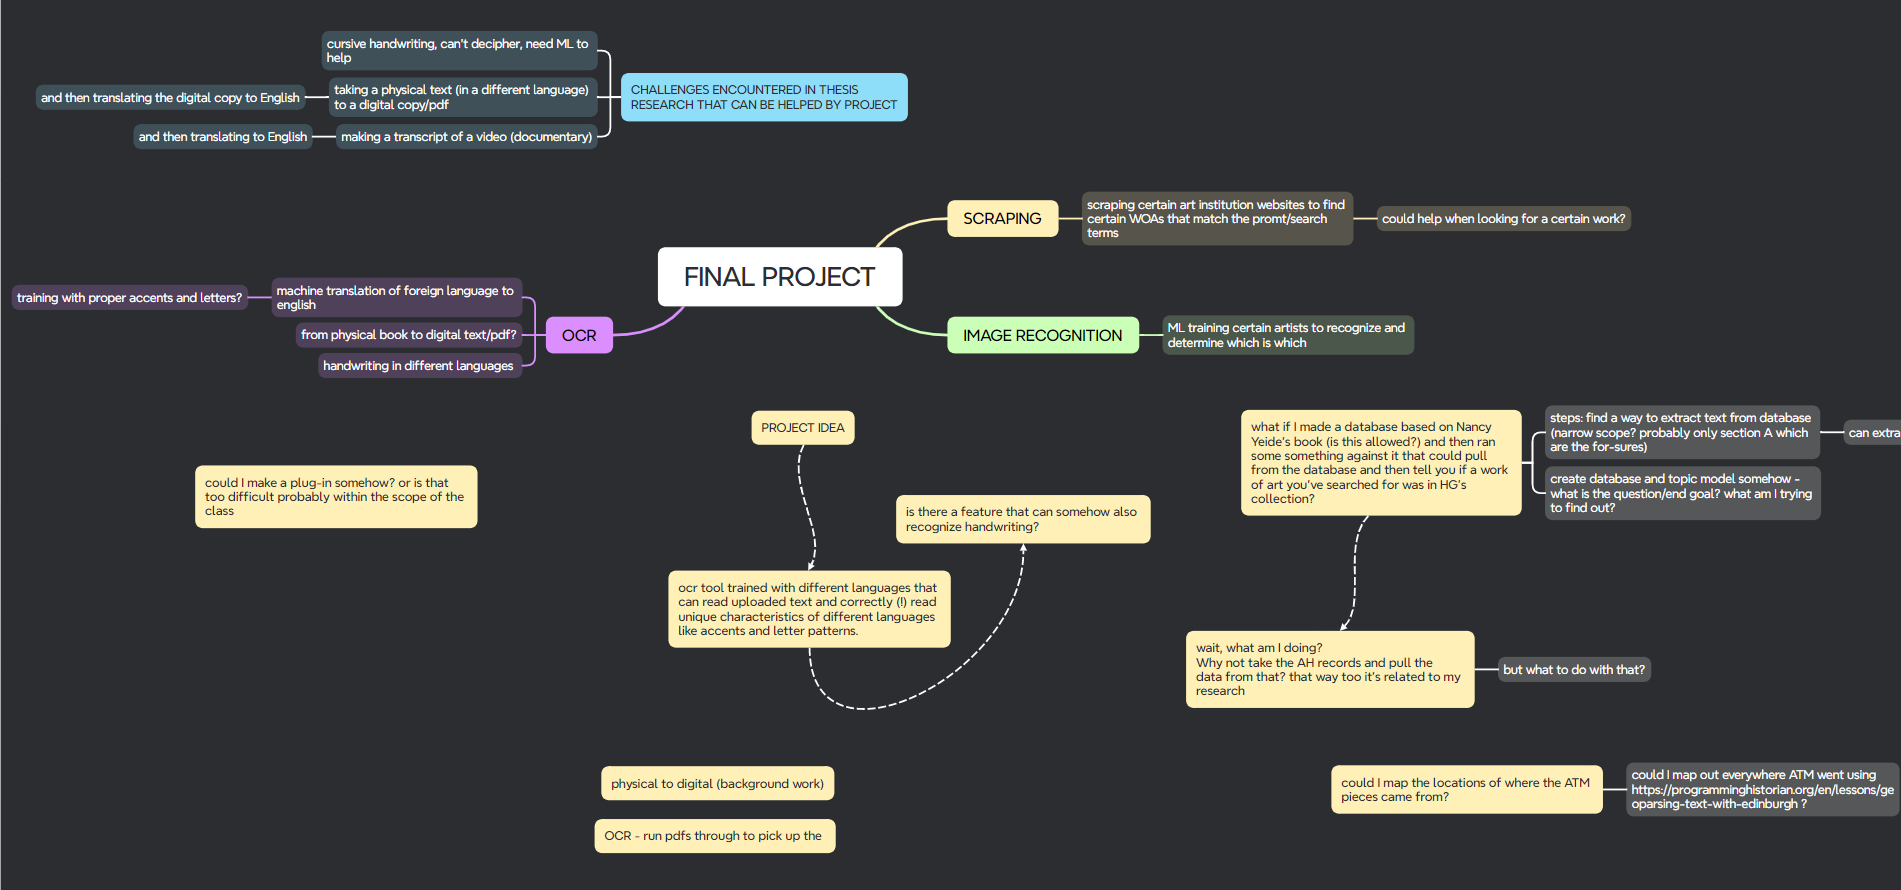 cursive handwriting, can't decipher, need ML to
help
and then translating the digital copy to English
taking a physical text (in a different language)
to a digital copy/pdf
and then translating to English
making a transcript of a video (documentary)
CHALLENGES ENCOUNTERED IN THESIS
RESEARCH THAT CAN BE HELPED BY PROJECT
FINAL PROJECT
SCRAPING
scraping certain art institution websites to find
certain WOAs that match the promt/search
terms
could help when looking for a certain work?
IMAGE RECOGNITION
ML training certain artists to recognize and
determine which is which
OCR
machine translation of foreign language to
english
training with proper accents and letters?
from physical book to digital text/pdf?
handwriting in different languages
could I make a plug-in somehow? or is that
too difficult probably within the scope of the
class
PROJECT IDEA
ocr tool trained with different languages that
can read uploaded text and correctly (!) read
unique characteristics of different languages
like accents and letter patterns.
is there a feature that can somehow also
recognize handwriting?
physical to digital (background work)
OCR - run pdfs through to pick up the
what if I made a database based on Nancy
Yeide's book (is this allowed?) and then ran
some something against it that could pull
from the database and then tell you if a work
of art you've searched for was in HG's
collection?
steps: find a way to extract text from database
(narrow scope? probably only section A which
are the for-sures)
can extra
create database and topic model somehow -
what is the question/end goal? what am I trying
to find out?
wait, what am I doing?
Why not take the AH records and pull the
data from that? that way too it's related to my
research
but what to do with that?
could I map the locations of where the ATM
pieces came from?
could I map out everywhere ATM went using
https://programminghistorian.org/en/lessons/ge
oparsing-text-with-edinburgh ?